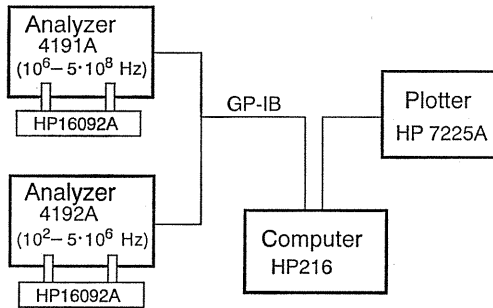 Analyzer
4191A
(10⁶–5·10⁸ Hz)
HP16092A
GP-IB
Plotter
HP 7225A
Analyzer
4192A
(10²–5·10⁶ Hz)
HP16092A
Computer
HP216